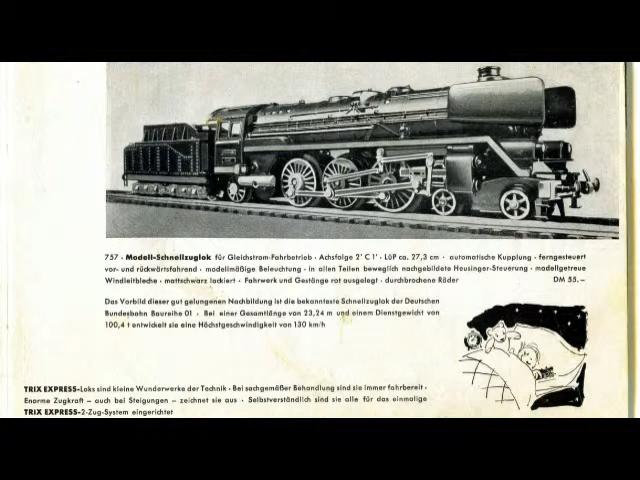 757 · Modell-Schnellzuglok für Gleichstrom-Fahrbetrieb · Achsfolge 2' C 1' · LüP ca. 27,3 cm · automatische Kupplung · ferngesteuert
vor- und rückwärtsfahrend · modellmäßige Beleuchtung · in allen Teilen beweglich nachgebildete Heusinger-Steuerung · modellgetreue
Windleitbleche · mattschwarz lackiert · Fahrwerk und Gestänge rot ausgelegt · durchbrochene Räder DM 55.–
Das Vorbild dieser gut gelungenen Nachbildung ist die bekannteste Schnellzuglok der Deutschen
Bundesbahn Baureihe 01 · Bei einer Gesamtlänge von 23,24 m und einem Dienstgewicht von
100,4 t entwickelt sie eine Höchstgeschwindigkeit von 130 km/h
TRIX EXPRESS-Loks sind kleine Wunderwerke der Technik · Bei sachgemäßer Behandlung sind sie immer fahrbereit ·
Enorme Zugkraft – auch bei Steigungen – zeichnet sie aus · Selbstverständlich sind sie alle für das einmalige
TRIX EXPRESS-2-Zug-System eingerichtet